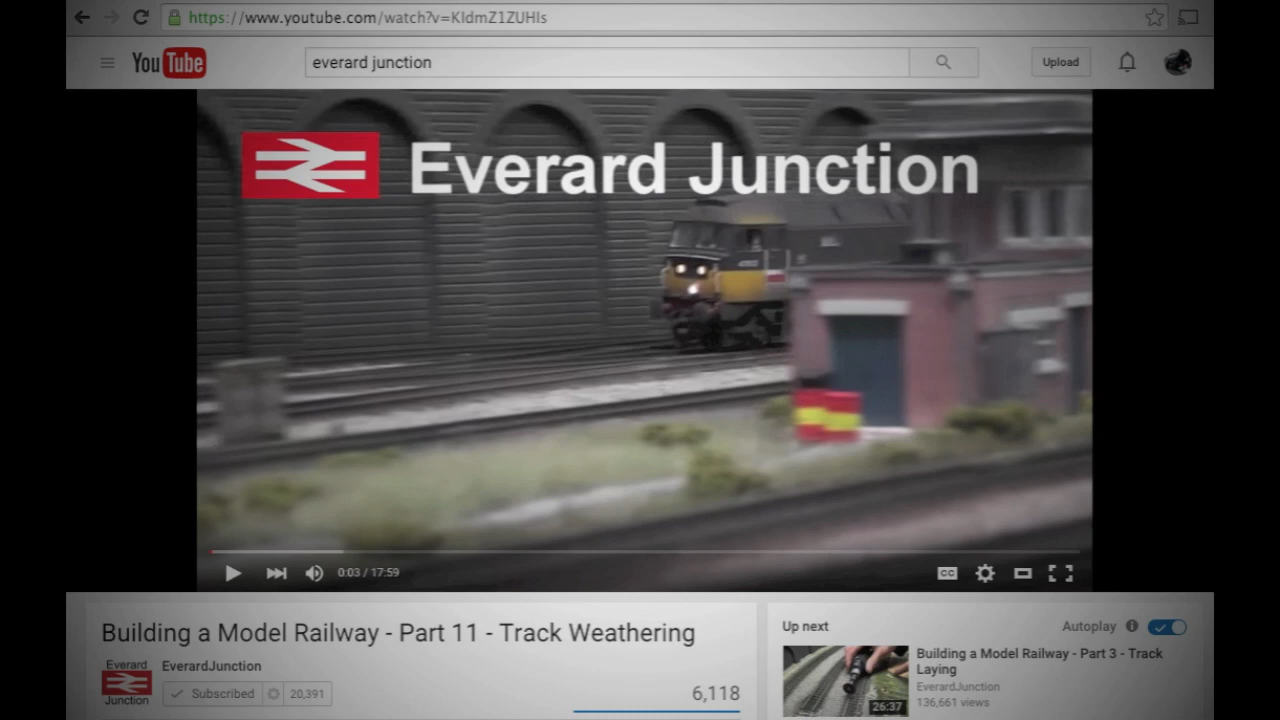 https://www.youtube.com/watch?v=KIdmZ1ZUHIs
YouTube
everard junction
Upload
Everard Junction
0:03 / 17:59
CC
Building a Model Railway - Part 11 - Track Weathering
Everard
Junction
EverardJunction
Subscribed
20,391
6,118
Up next
Autoplay
Building a Model Railway - Part 3 - Track
Laying
EverardJunction
136,661 views
26:37